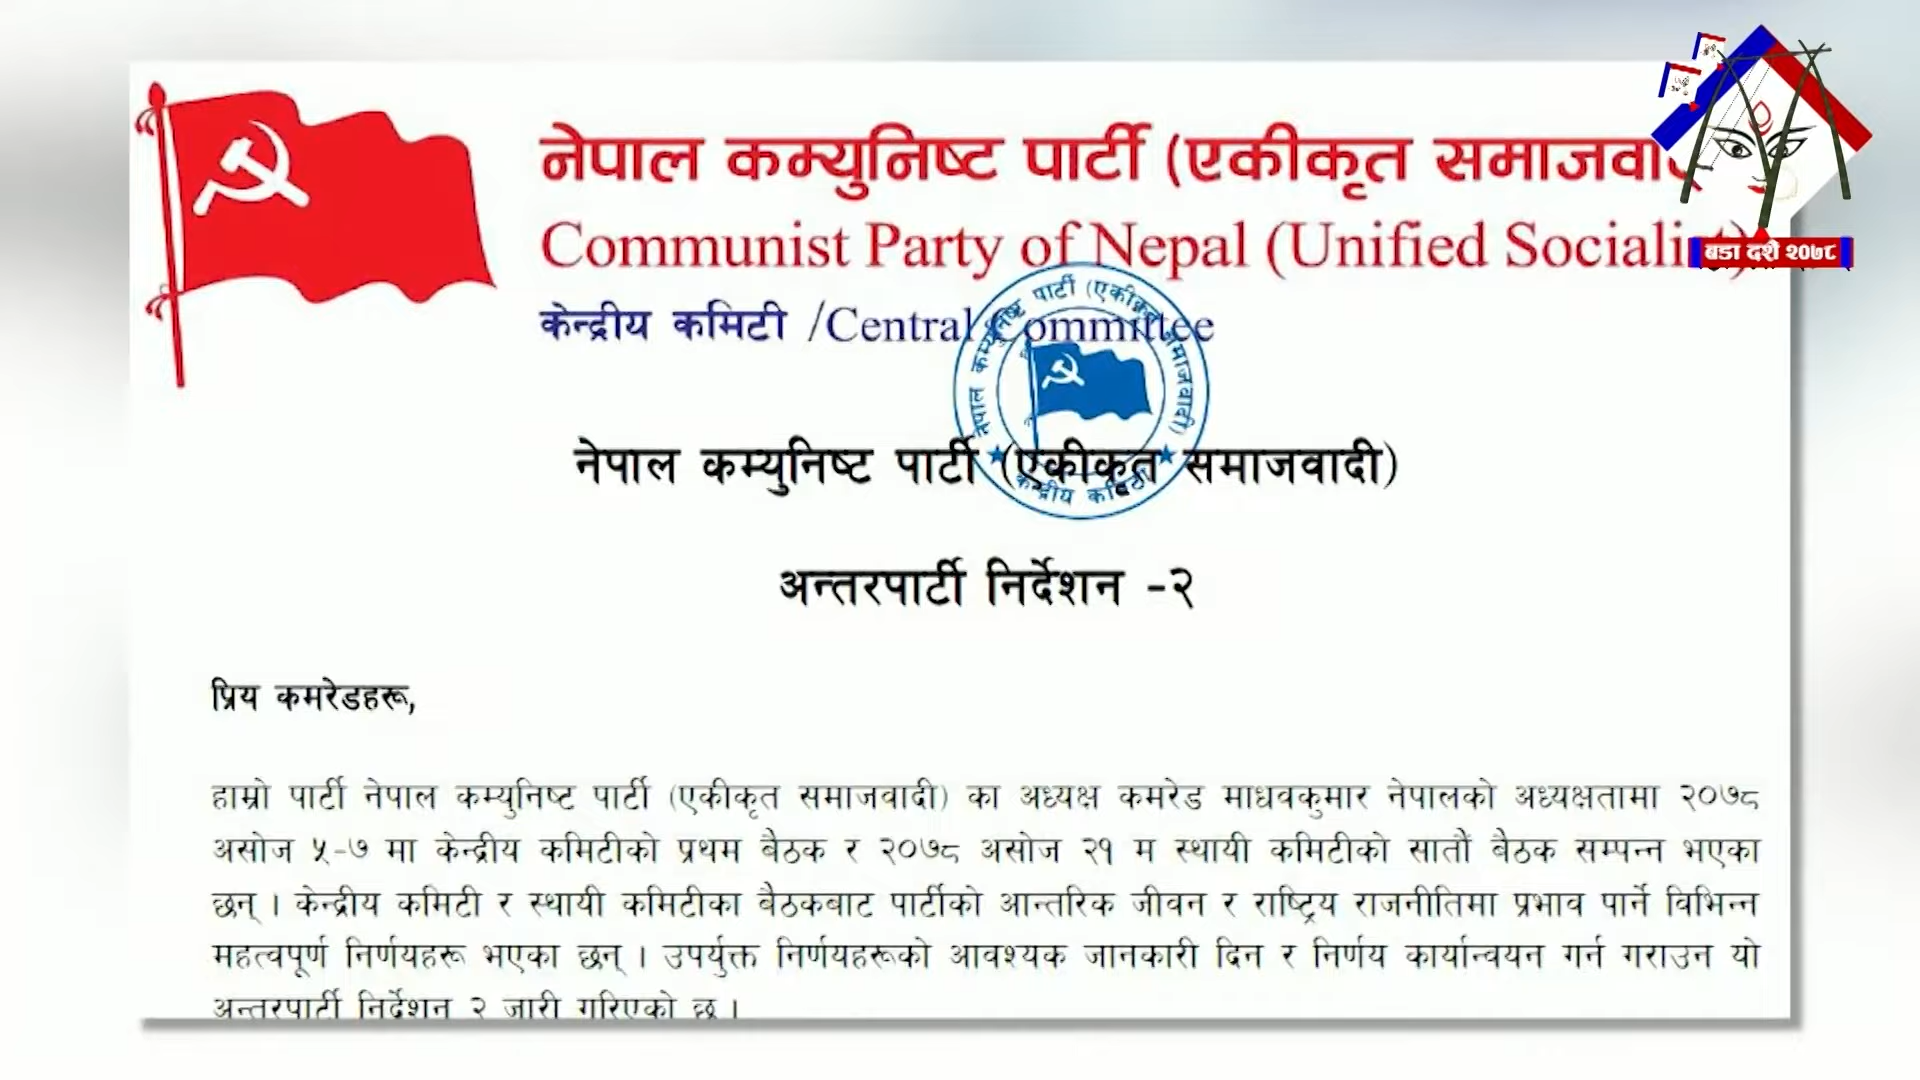 नेपाल कम्युनिष्ट पार्टी (एकीकृत
Communist Party of Nepal (Unified
केन्द्रीय कमिटी /Central Committee
नेपाल कम्युनिष्ट पार्टी (एकीकृत समाजवादी)
केन्द्रीय कमिटी
नेपाल कम्युनिष्ट पार्टी (एकीकृत समाजवादी)
अन्तरपार्टी निर्देशन -२
प्रिय कमरेडहरू,
हाम्रो पार्टी नेपाल कम्युनिष्ट पार्टी (एकीकृत समाजवादी) का अध्यक्ष कमरेड माधवकुमार नेपालको अध्यक्षतामा २०७८
असोज ५-७ मा केन्द्रीय कमिटीको प्रथम बैठक र २०७८ असोज २१ म स्थायी कमिटीको सातौं बैठक सम्पन्न भएका
छन् । केन्द्रीय कमिटी र स्थायी कमिटीका बैठकबाट पार्टीको आन्तरिक जीवन र राष्ट्रिय राजनीतिमा प्रभाव पार्ने विभिन्न
महत्वपूर्ण निर्णयहरू भएका छन् । उपर्युक्त निर्णयहरूको आवश्यक जानकारी दिन र निर्णय कार्यान्वयन गर्न गराउन यो
अन्तरपार्टी निर्देशन २ जारी गरिएको छ ।
बडा दशैं २०७८